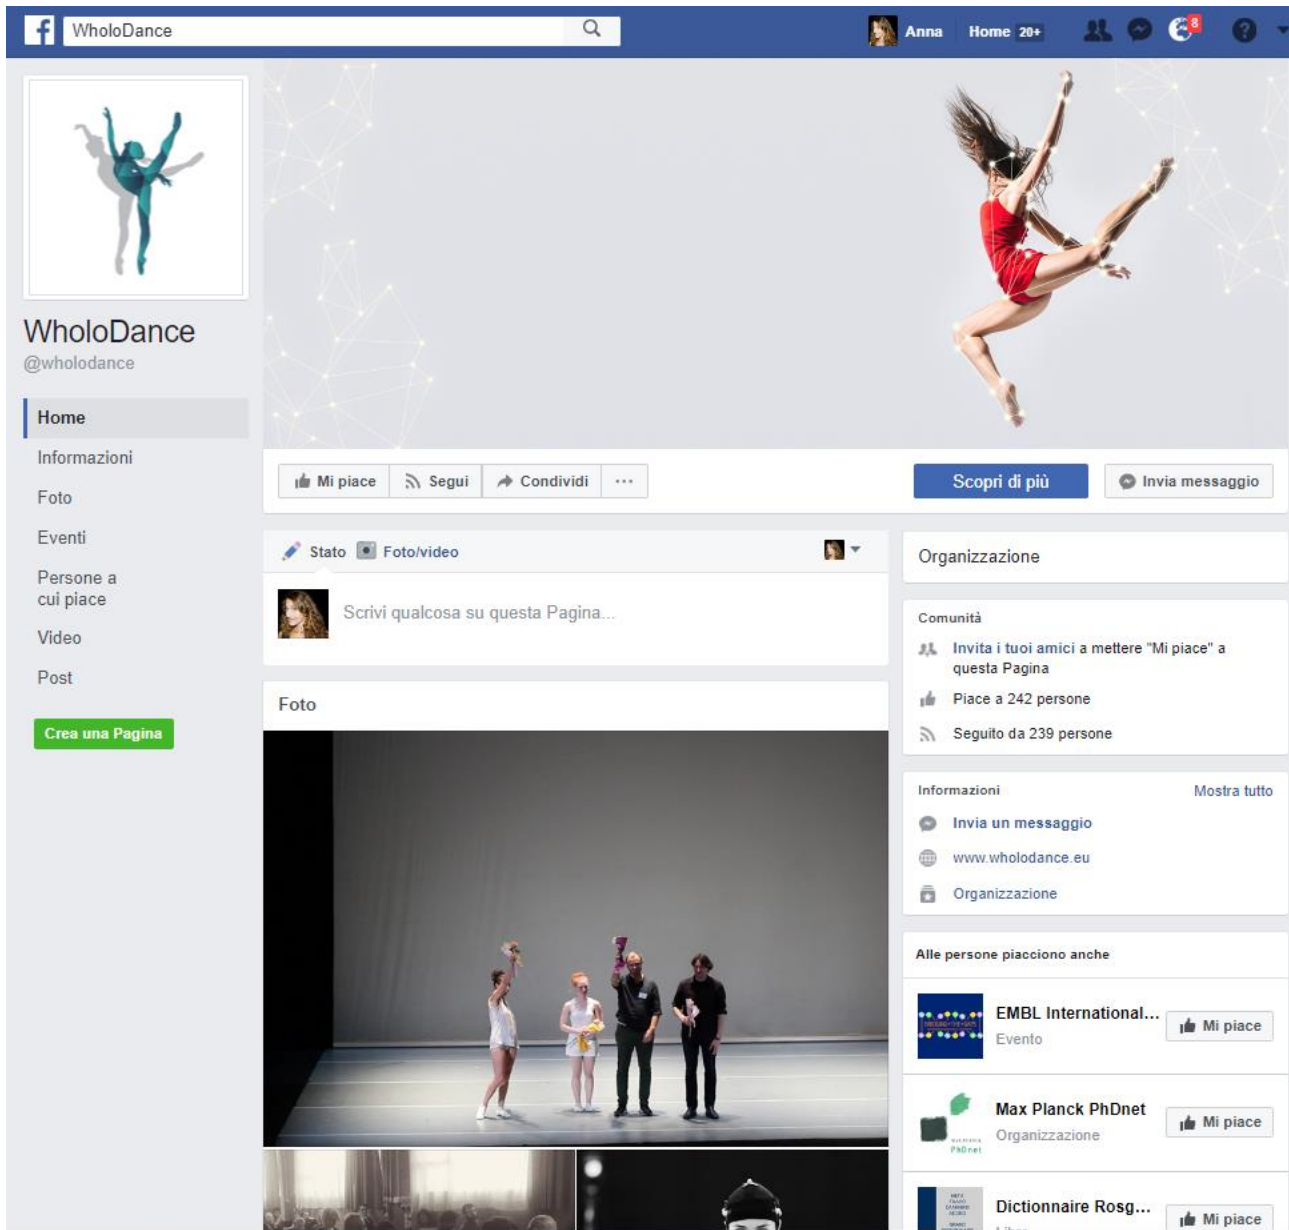 WholoDance
Anna
Home 20+
8
WholoDance
@wholodance
Home
Informazioni
Foto
Eventi
Persone a
cui piace
Video
Post
Crea una Pagina
Mi piace
Segui
Condividi
Scopri di più
Invia messaggio
Stato
Foto/video
Scrivi qualcosa su questa Pagina...
Foto
Organizzazione
Comunità
Invita i tuoi amici a mettere "Mi piace" a
questa Pagina
Piace a 242 persone
Seguito da 239 persone
Informazioni
Mostra tutto
Invia un messaggio
www.wholodance.eu
Organizzazione
Alle persone piacciono anche
EMBL International...
Evento
Mi piace
Max Planck PhDnet
Organizzazione
Mi piace
PhDnet
Dictionnaire Rosg...
Libro
Mi piace